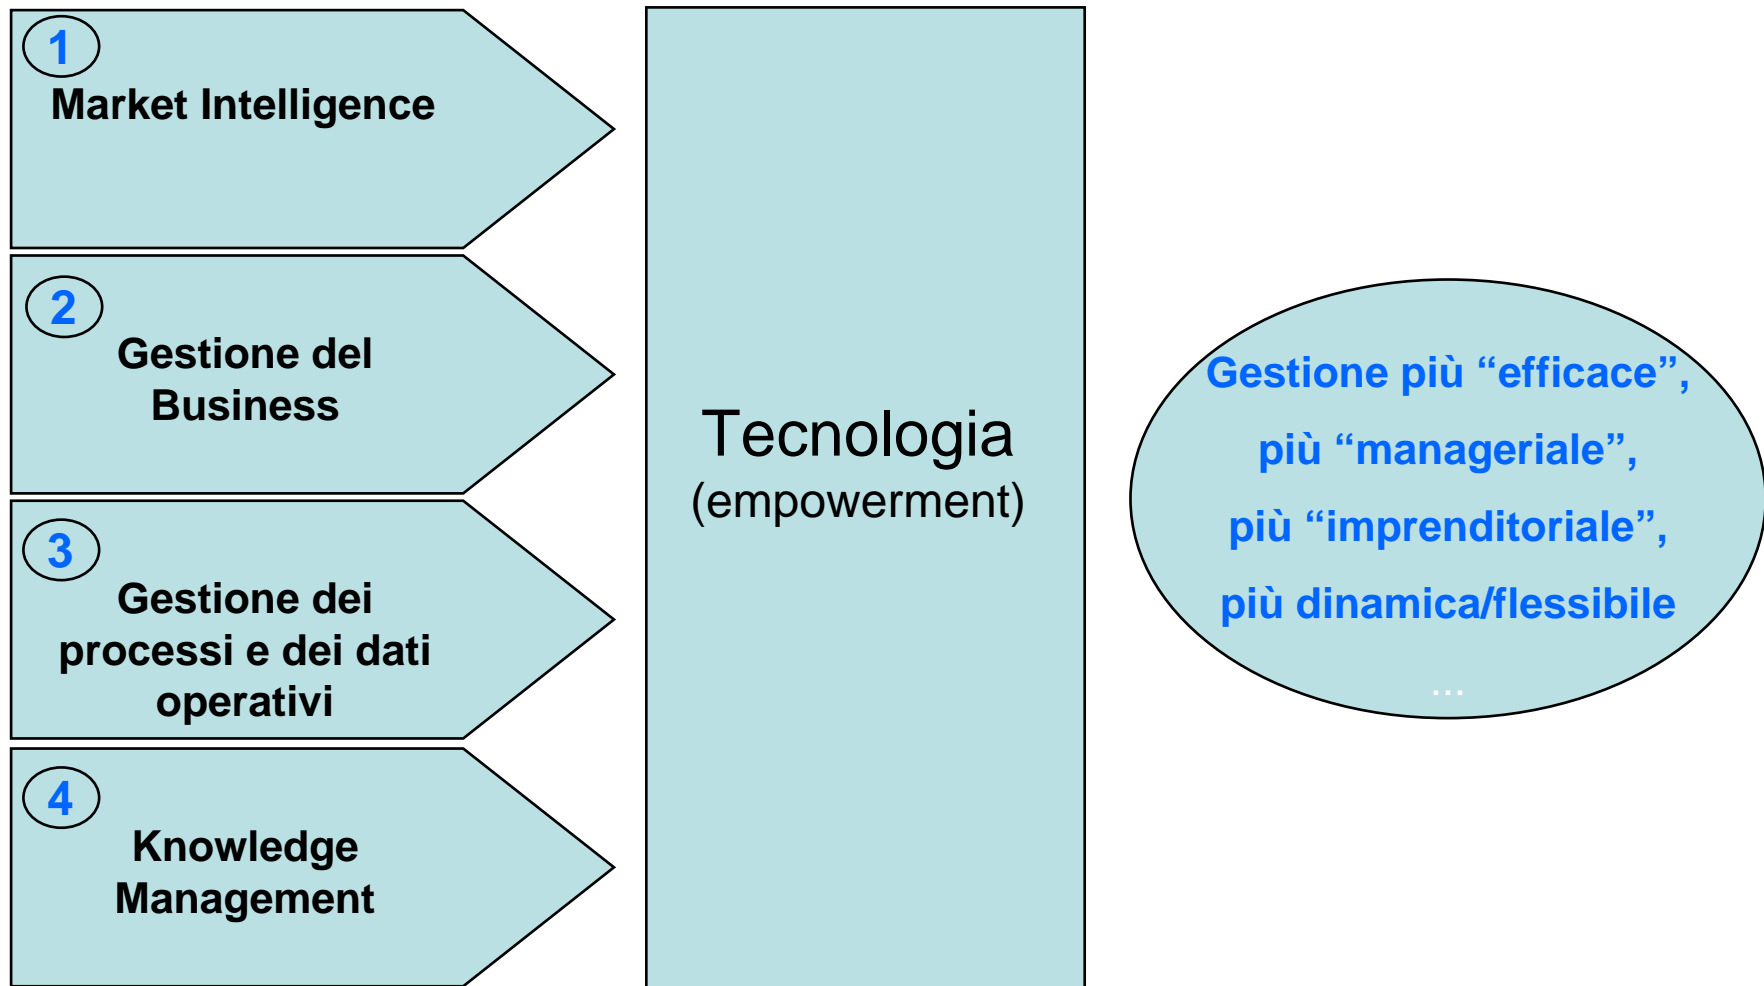 1
Market Intelligence
2
Gestione del
Business
3
Gestione dei
processi e dei dati
operativi
4
Knowledge
Management
Tecnologia
(empowerment)
Gestione più “efficace”,
più “manageriale”,
più “imprenditoriale”,
più dinamica/flessibile
…